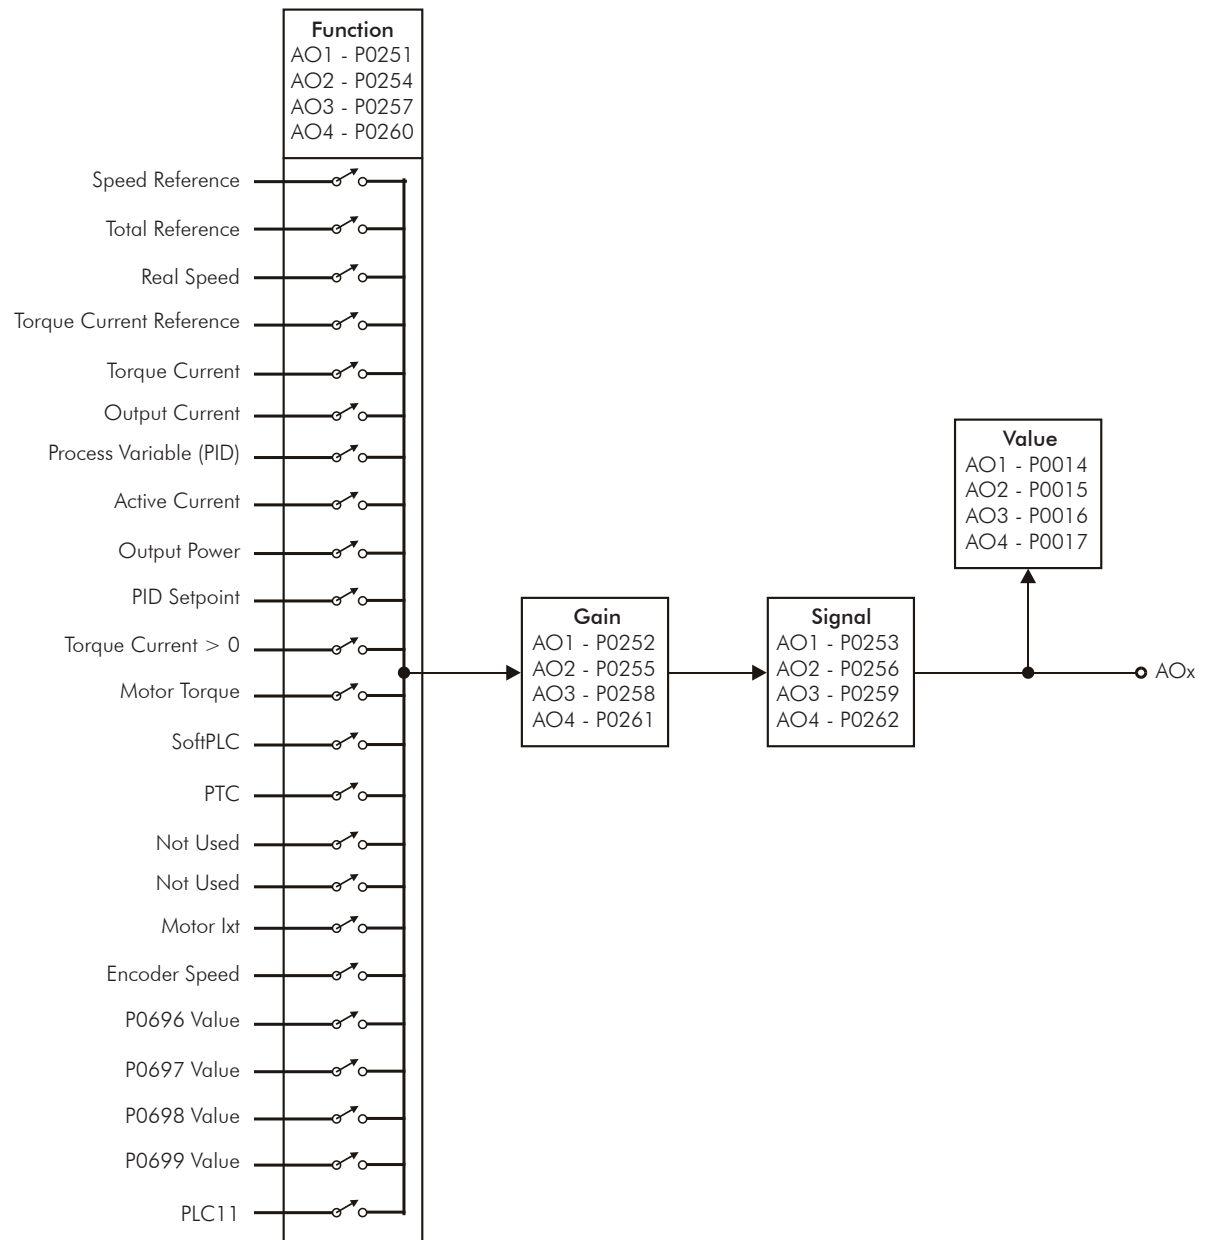 Function
AO1 - P0251
AO2 - P0254
AO3 - P0257
AO4 - P0260
Speed Reference
Total Reference
Real Speed
Torque Current Reference
Torque Current
Output Current
Process Variable (PID)
Active Current
Output Power
PID Setpoint
Torque Current > 0
Motor Torque
SoftPLC
PTC
Not Used
Not Used
Motor Ixt
Encoder Speed
P0696 Value
P0697 Value
P0698 Value
P0699 Value
PLC11
Gain
AO1 - P0252
AO2 - P0255
AO3 - P0258
AO4 - P0261
Signal
AO1 - P0253
AO2 - P0256
AO3 - P0259
AO4 - P0262
Value
AO1 - P0014
AO2 - P0015
AO3 - P0016
AO4 - P0017
AOx